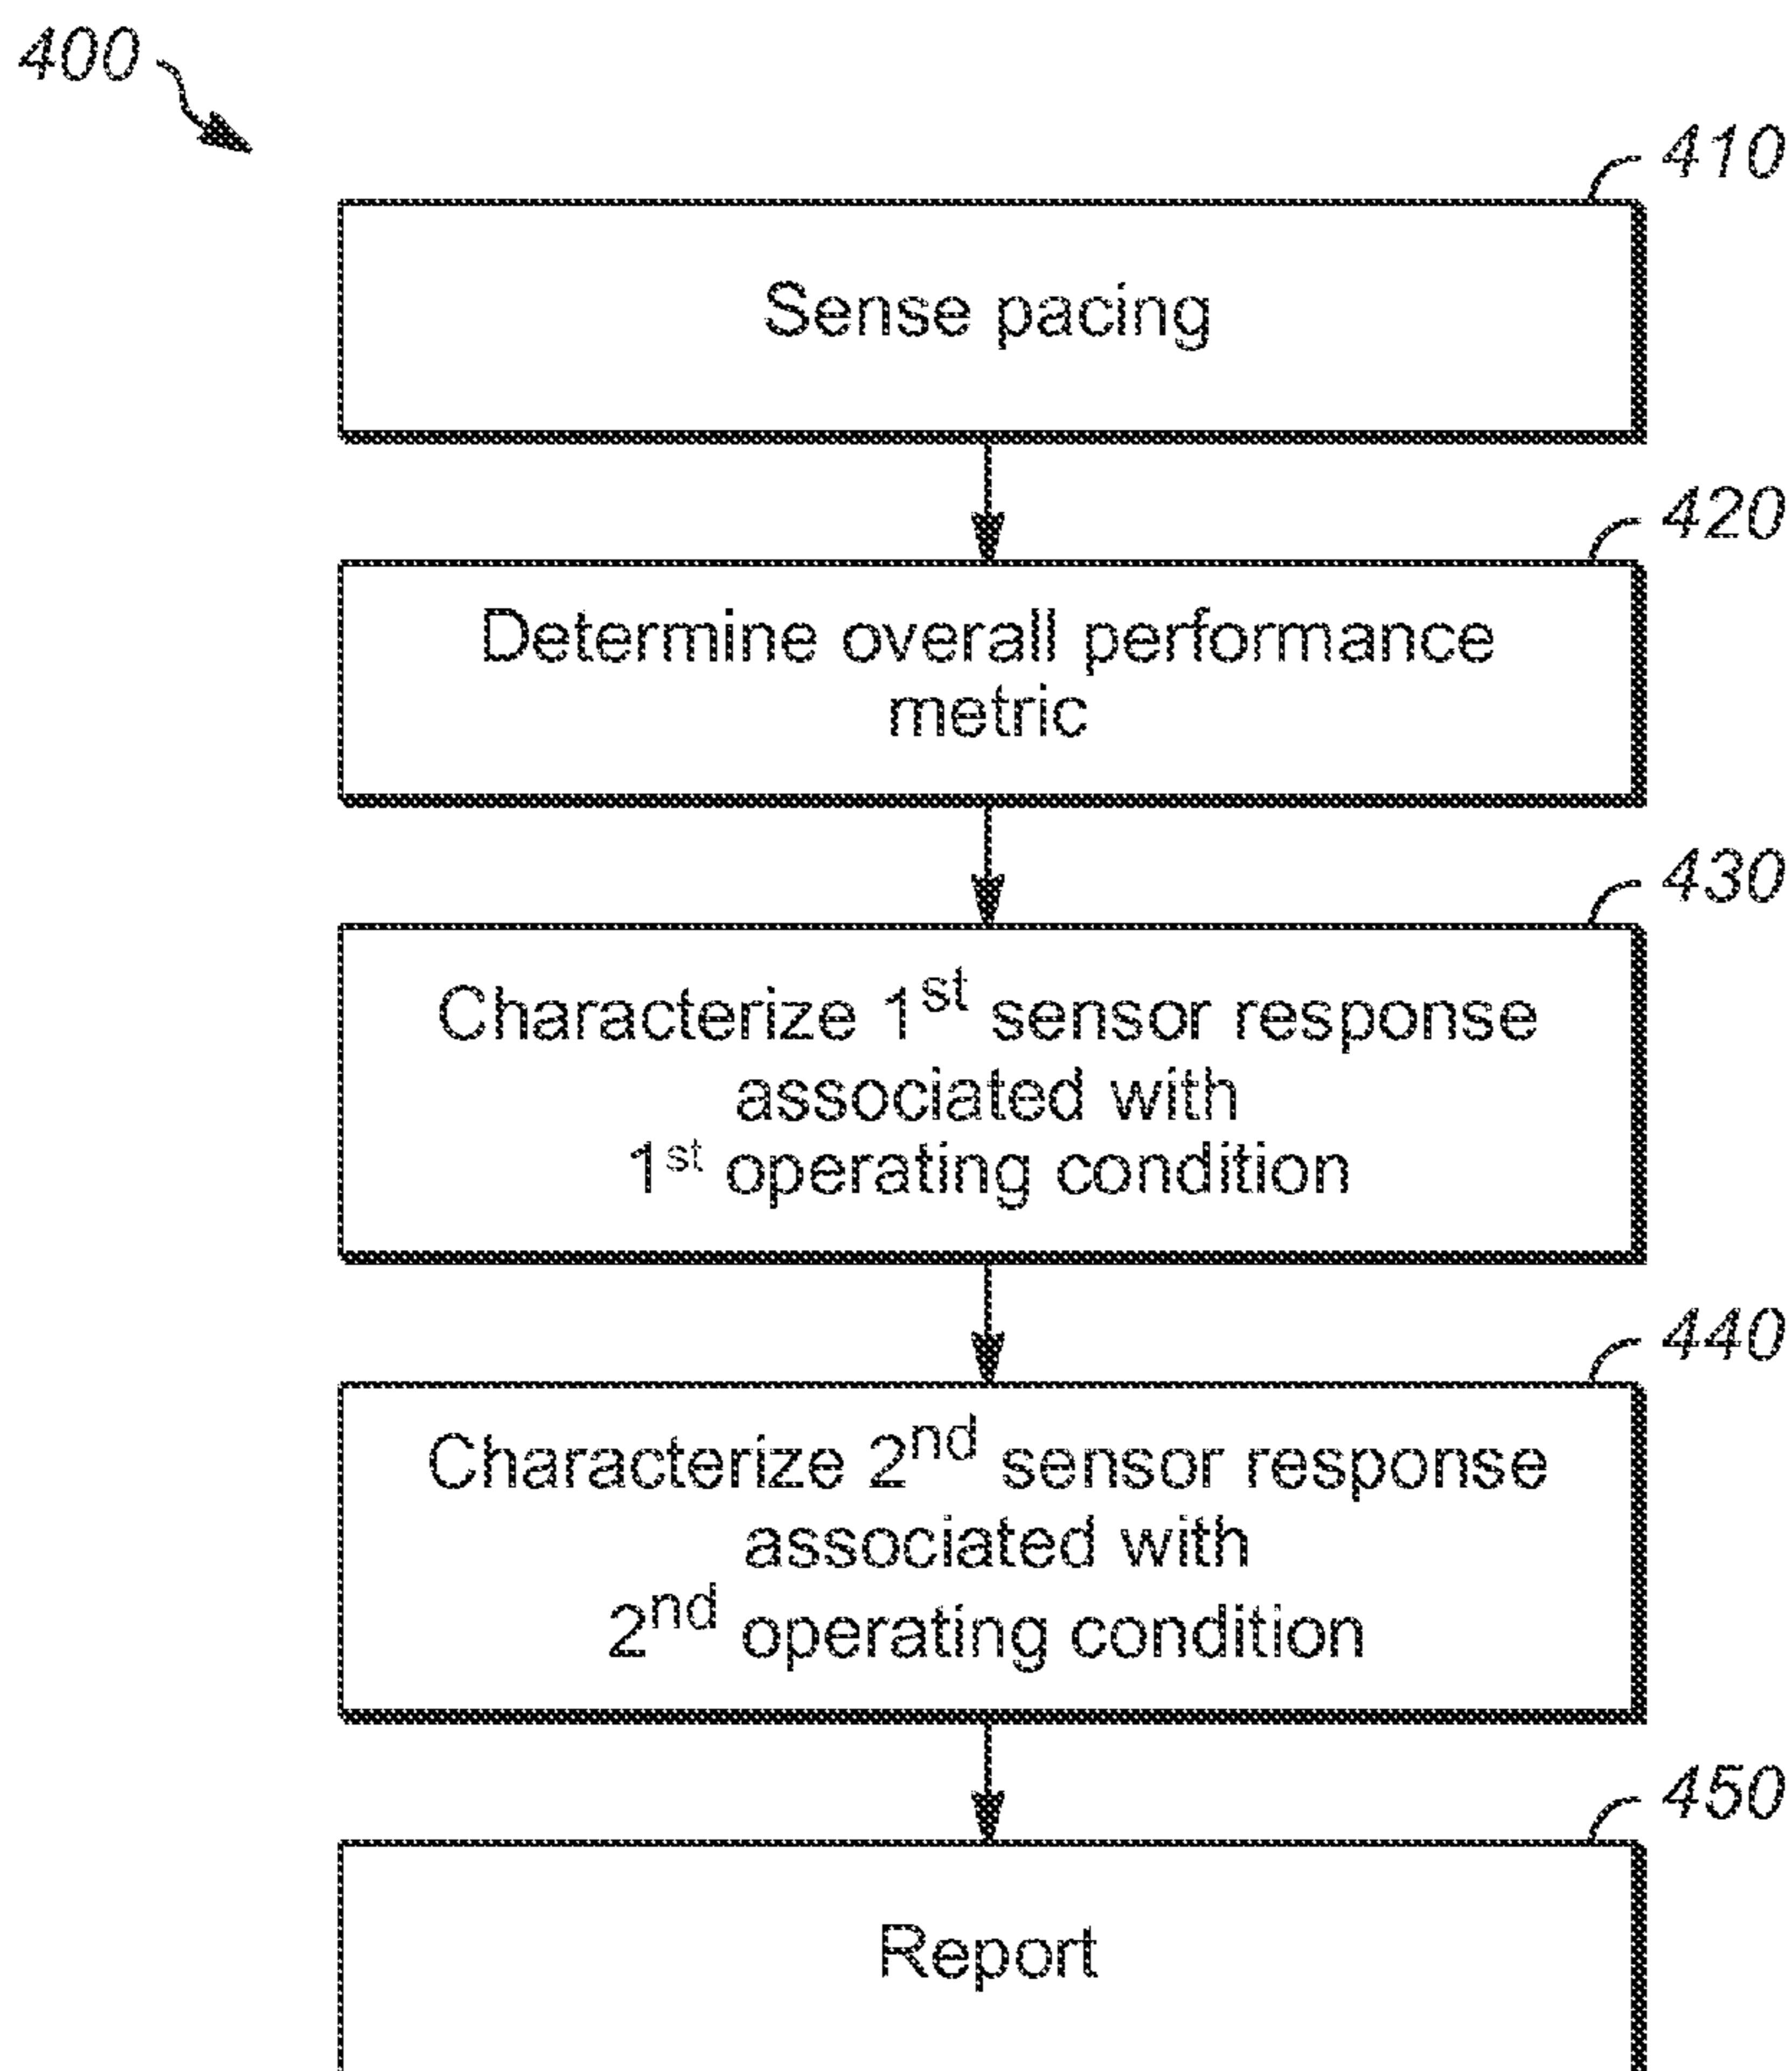 400
410
Sense pacing
420
Determine overall performance
metric
430
Characterize 1st sensor response
associated with
1st operating condition
440
Characterize 2nd sensor response
associated with
2nd operating condition
450
Report